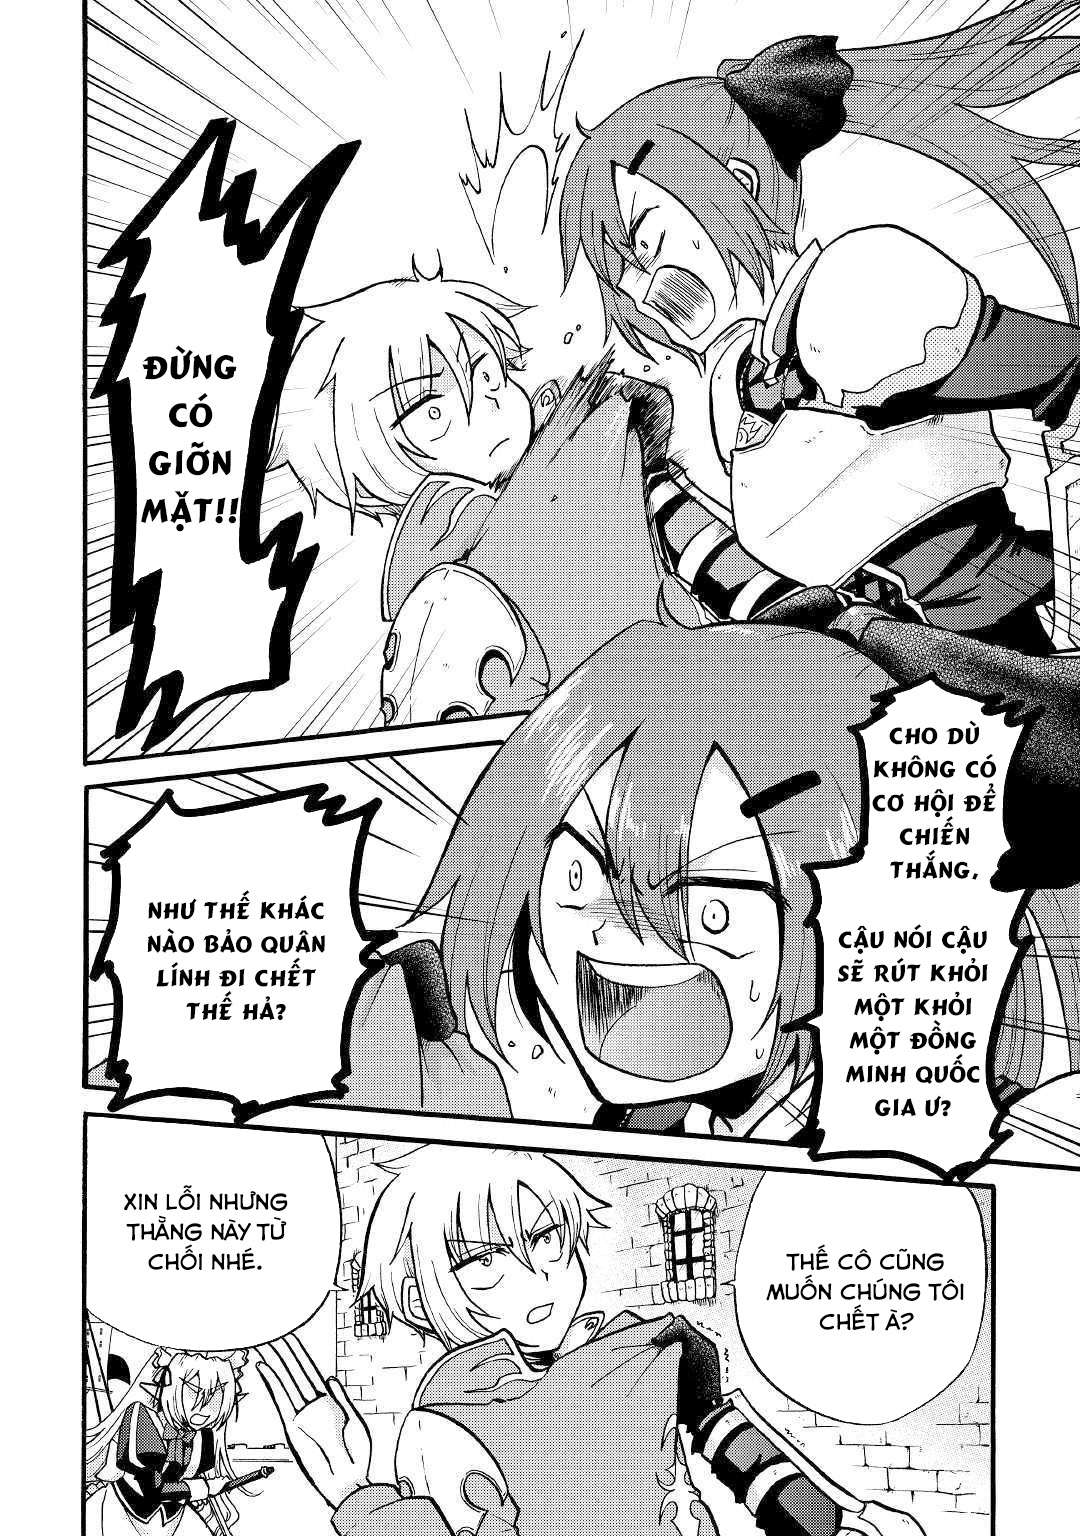 ĐỪNG
CÓ
GIỠN
MẶT!!
CHO DÙ
KHÔNG CÓ
CƠ HỘI ĐỂ
CHIẾN
THẮNG,
CẬU NÓI CẬU
SẼ RÚT KHỎI
MỘT KHỎI
MỘT ĐỒNG
MINH QUỐC
GIA Ư?
NHƯ THẾ KHÁC
NÀO BẢO QUÂN
LÍNH ĐI CHẾT
THẾ HẢ?
THẾ CÔ CŨNG
MUỐN CHÚNG TÔI
CHẾT À?
XIN LỖI NHƯNG
THẰNG NÀY TỪ
CHỐI NHÉ.